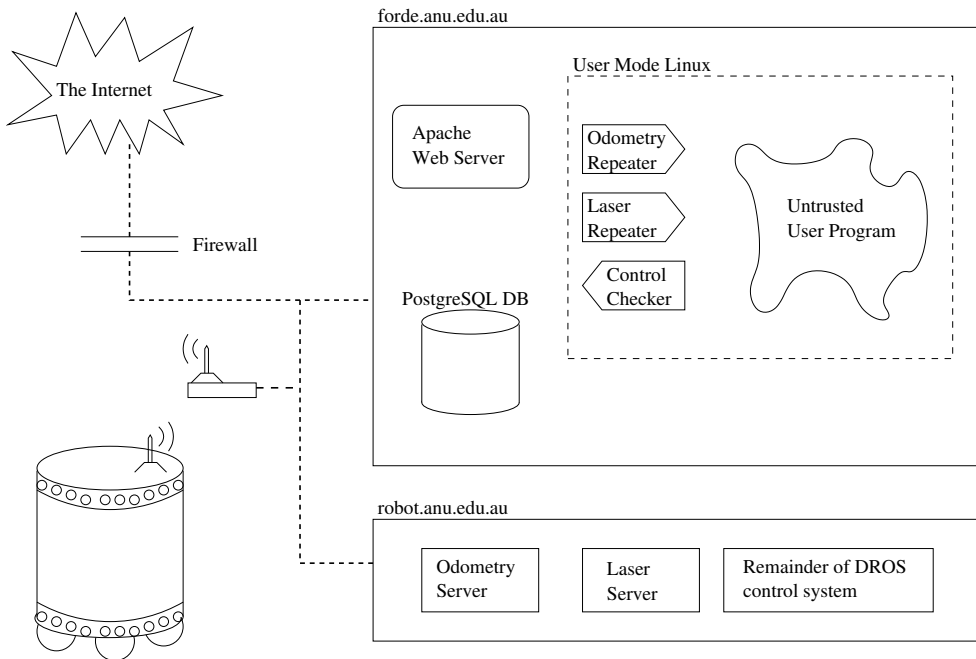 forde.anu.edu.au
User Mode Linux
The Internet
Apache
Web Server
Odometry
Repeater
Laser
Repeater
Control
Checker
Untrusted
User Program
Firewall
PostgreSQL DB
robot.anu.edu.au
Odometry
Server
Laser
Server
Remainder of DROS
control system